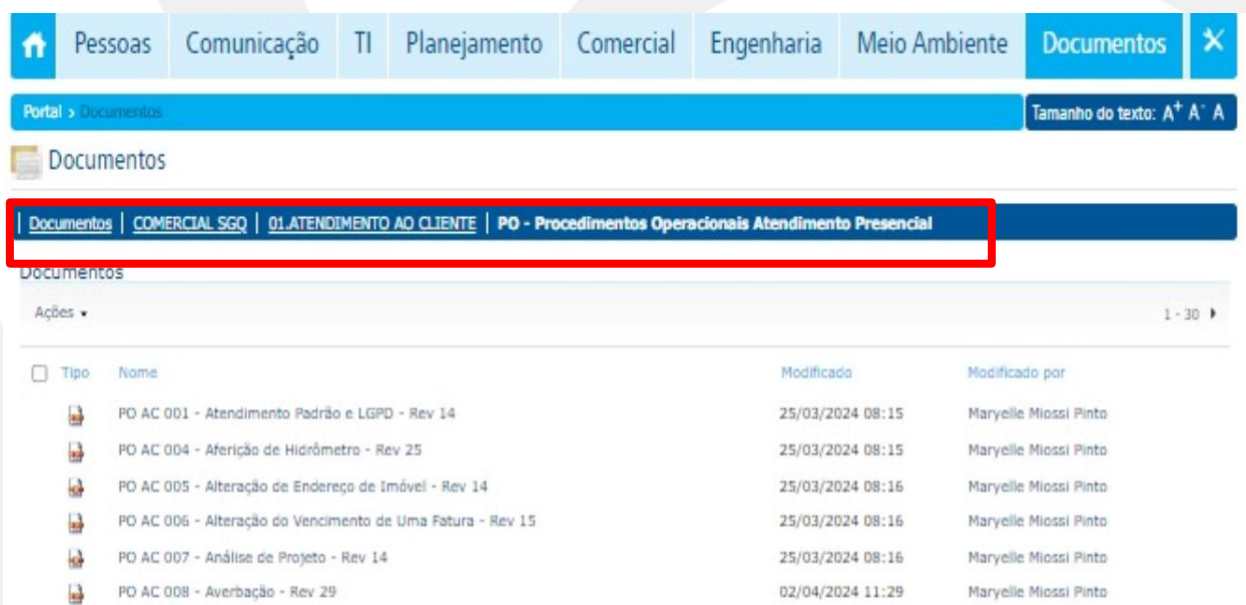 Pessoas Comunicação TI Planejamento Comercial Engenharia Meio Ambiente Documentos
Portal > Documentos Tamanho do texto: A+ A- A
Documentos
| Documentos | COMERCIAL SGQ | 01.ATENDIMENTO AO CLIENTE | PO - Procedimentos Operacionais Atendimento Presencial
Documentos
Ações 1 - 30
Tipo Nome Modificado Modificado por
PO AC 001 - Atendimento Padrão e LGPD - Rev 14 25/03/2024 08:15 Maryelle Miossi Pinto
PO AC 004 - Aferição de Hidrômetro - Rev 25 25/03/2024 08:15 Maryelle Miossi Pinto
PO AC 005 - Alteração de Endereço de Imóvel - Rev 14 25/03/2024 08:16 Maryelle Miossi Pinto
PO AC 006 - Alteração do Vencimento de Uma Fatura - Rev 15 25/03/2024 08:16 Maryelle Miossi Pinto
PO AC 007 - Análise de Projeto - Rev 14 25/03/2024 08:16 Maryelle Miossi Pinto
PO AC 008 - Averbação - Rev 29 02/04/2024 11:29 Maryelle Miossi Pinto